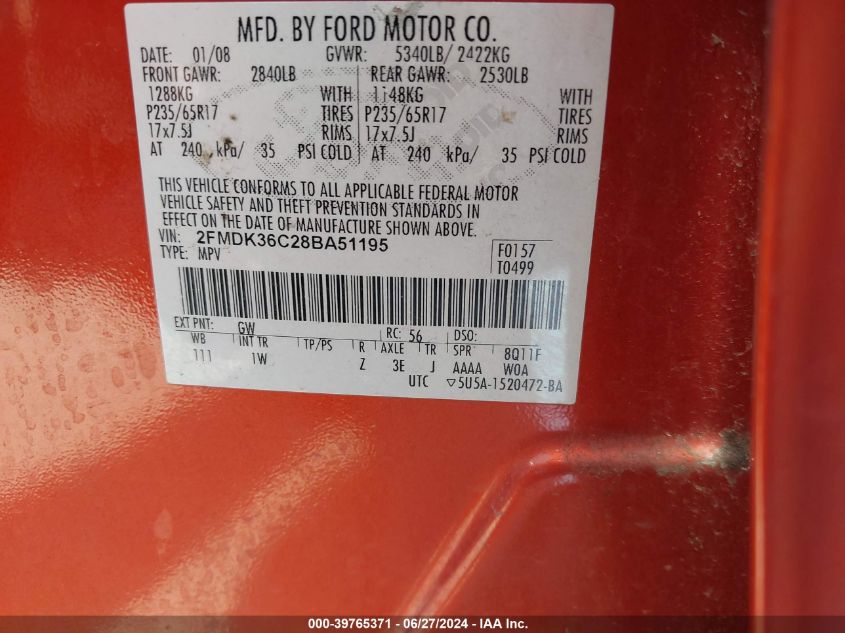 MFD. BY FORD MOTOR CO.
DATE: 01/08 GVWR: 5340LB/ 2422KG
FRONT GAWR: 2840LB REAR GAWR: 2530LB
1288KG WITH 1148KG WITH
P235/65R17 TIRES P235/65R17 TIRES
17x7.5J RIMS 17x7.5J RIMS
AT 240 kPa/ 35 PSI COLD AT 240 kPa/ 35 PSI COLD
THIS VEHICLE CONFORMS TO ALL APPLICABLE FEDERAL MOTOR
VEHICLE SAFETY AND THEFT PREVENTION STANDARDS IN
EFFECT ON THE DATE OF MANUFACTURE SHOWN ABOVE.
VIN: 2FMDK36C28BA51195 F0157
TYPE: MPV T0499
EXT PNT: GW RC: 56 DSO:
WB INT TR TP/PS R AXLE TR SPR 8Q11F
111 1W Z 3E J AAAA W0A
UTC ▽5U5A-1520472-BA
000-39765371 | 06/27/2024 | IAAI.com